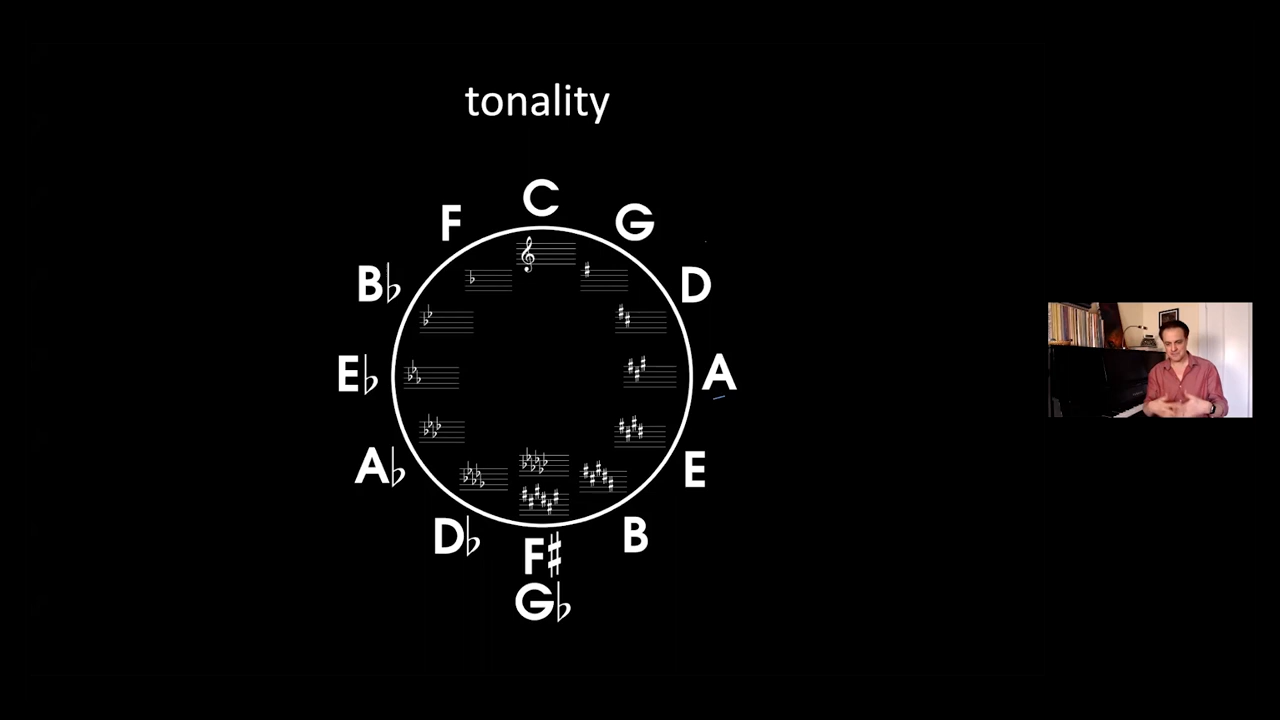 tonality
C
F G
B♭ D
E♭ A
A♭ E
D♭ B
F♯
G♭